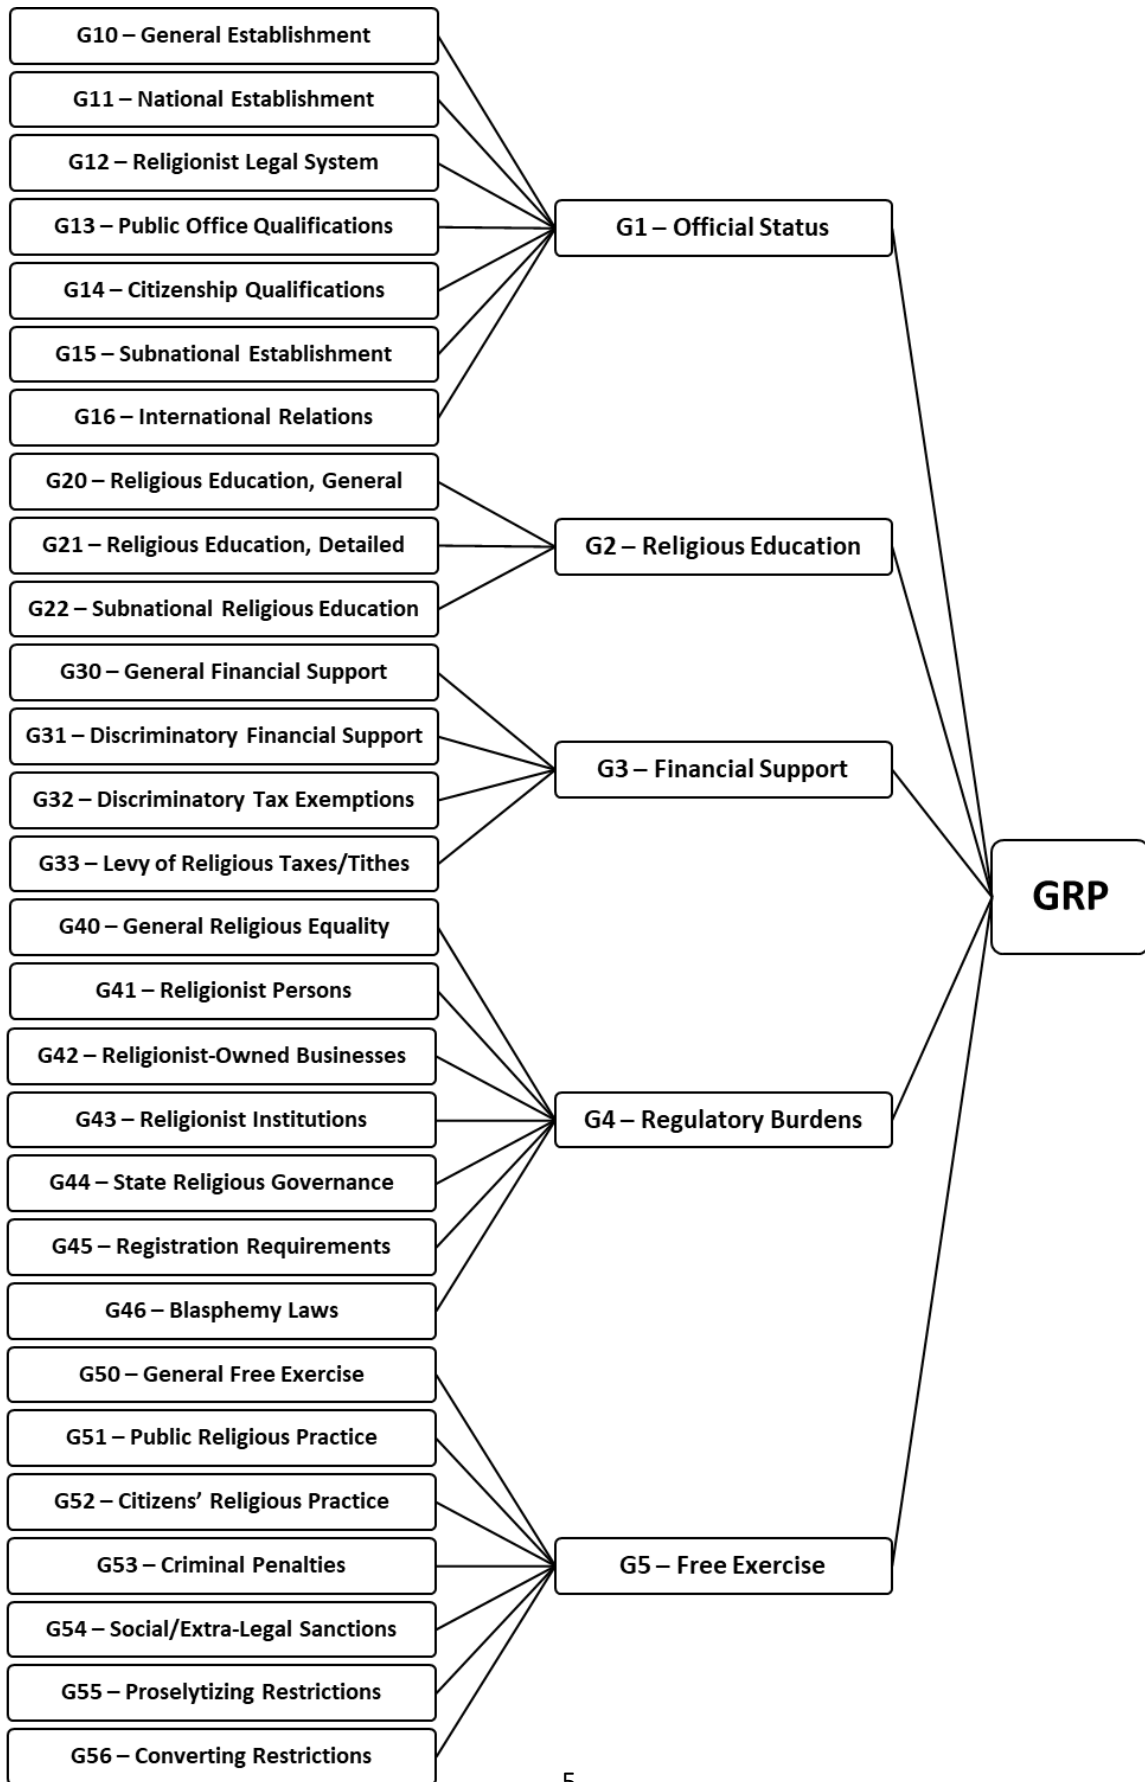 G10 – General Establishment
G11 – National Establishment
G12 – Religionist Legal System
G13 – Public Office Qualifications
G14 – Citizenship Qualifications
G15 – Subnational Establishment
G16 – International Relations
G20 – Religious Education, General
G21 – Religious Education, Detailed
G22 – Subnational Religious Education
G30 – General Financial Support
G31 – Discriminatory Financial Support
G32 – Discriminatory Tax Exemptions
G33 – Levy of Religious Taxes/Tithes
G40 – General Religious Equality
G41 – Religionist Persons
G42 – Religionist-Owned Businesses
G43 – Religionist Institutions
G44 – State Religious Governance
G45 – Registration Requirements
G46 – Blasphemy Laws
G50 – General Free Exercise
G51 – Public Religious Practice
G52 – Citizens’ Religious Practice
G53 – Criminal Penalties
G54 – Social/Extra-Legal Sanctions
G55 – Proselytizing Restrictions
G56 – Converting Restrictions
G1 – Official Status
G2 – Religious Education
G3 – Financial Support
G4 – Regulatory Burdens
G5 – Free Exercise
GRP
5